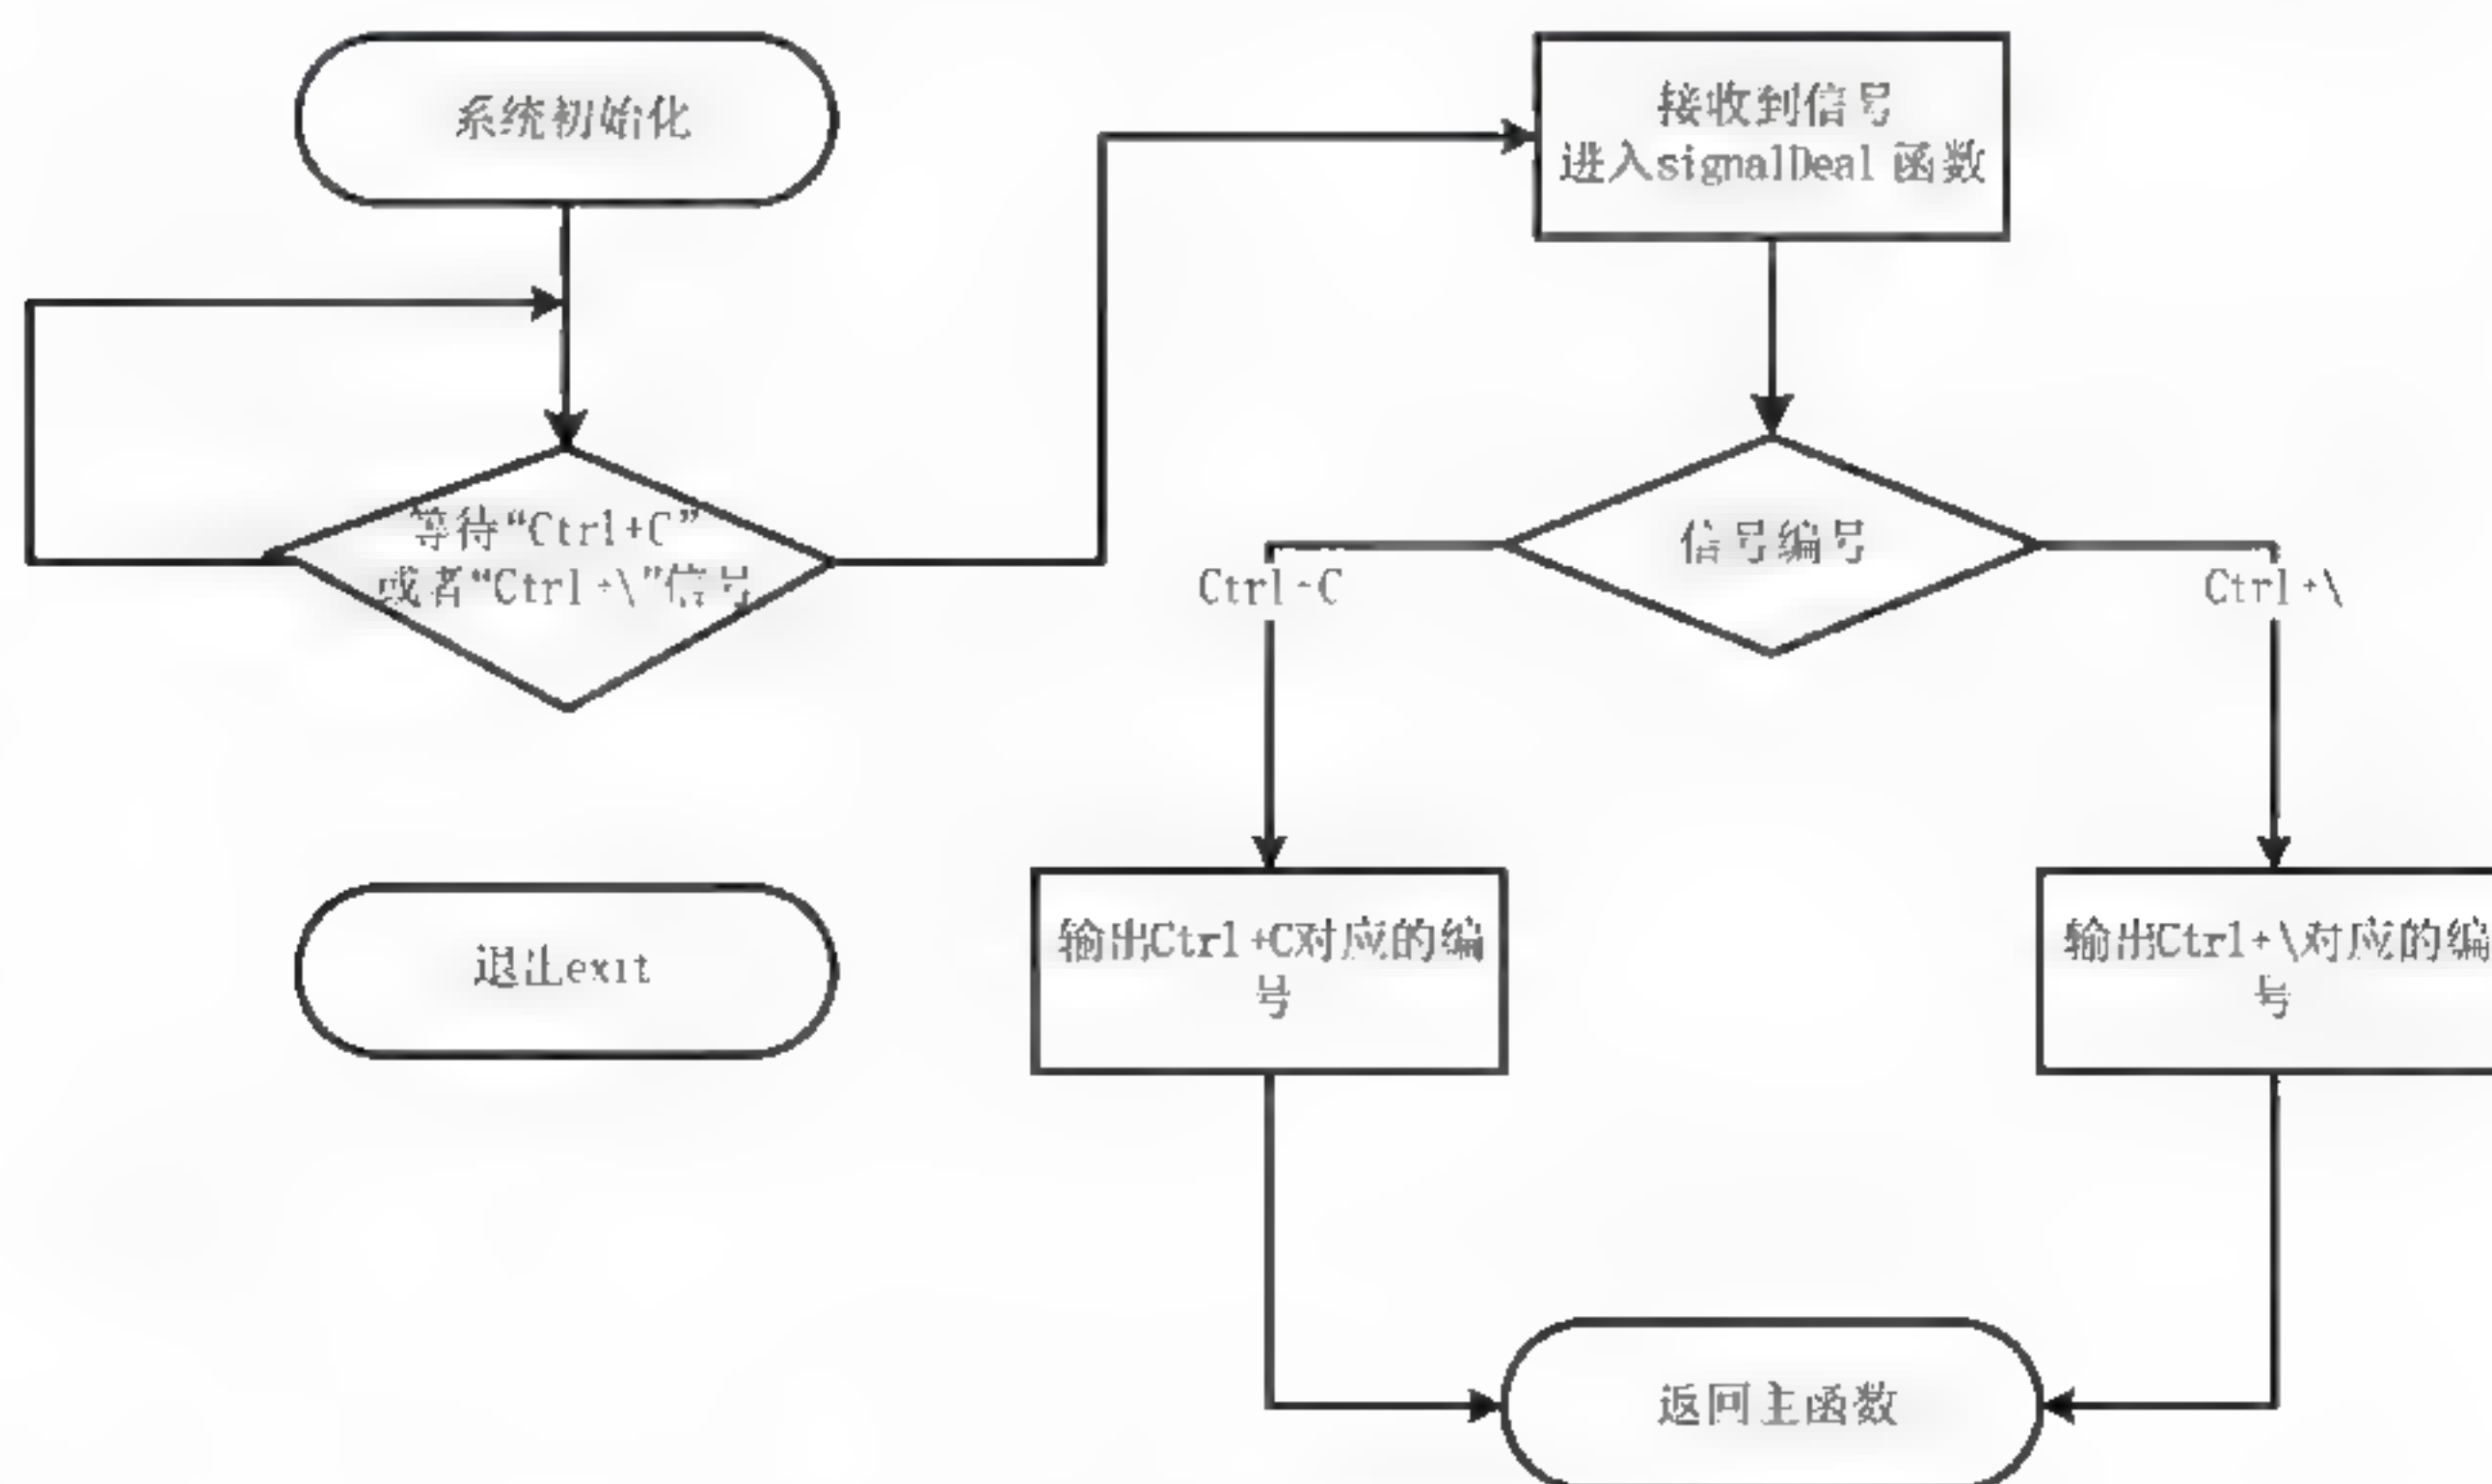 系统初始化
等待“Ctrl+C”
或者“Ctrl+\”信号
退出exit
接收到信号
进入signalDeal 函数
信号编号
Ctrl+C
Ctrl+\
输出Ctrl+C对应的编
号
输出Ctrl+\对应的编
号
返回主函数